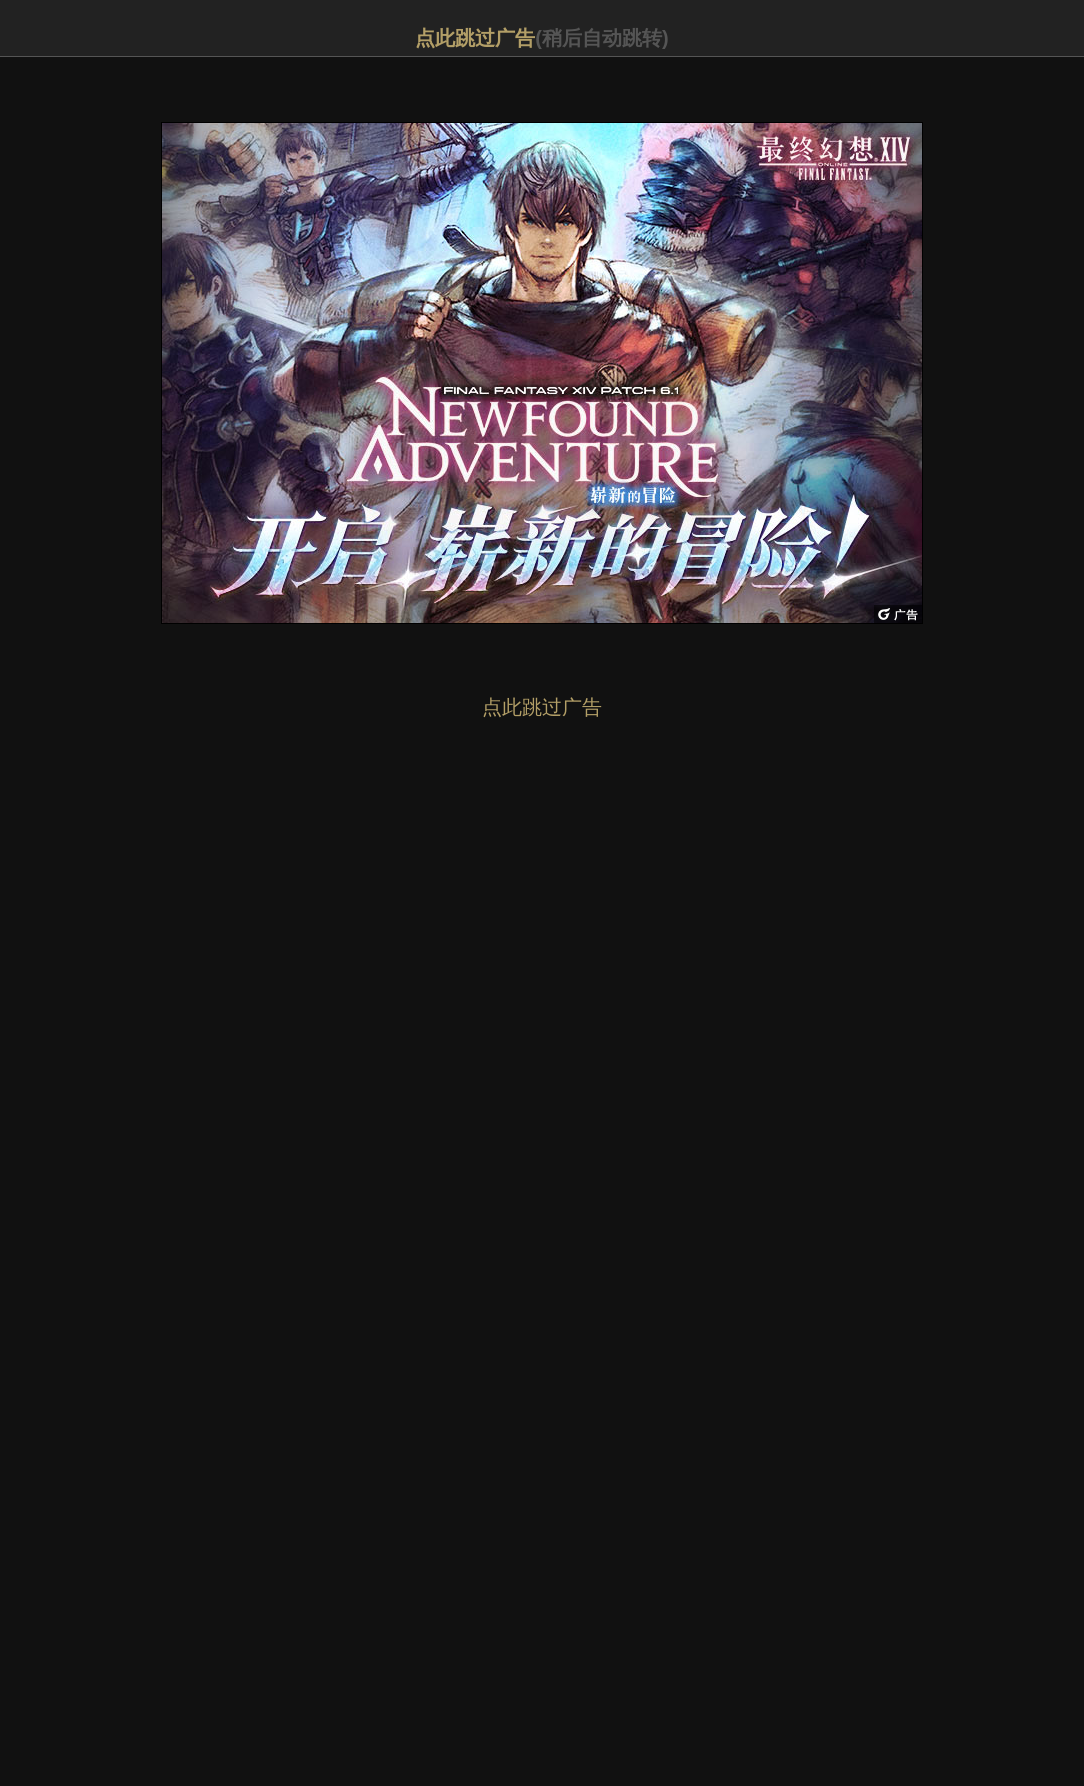 点此跳过广告(稍后自动跳转)
最终幻想XIV
ONLINE
FINAL FANTASY
FINAL FANTASY XIV PATCH 6.1
NEWFOUND
ADVENTURE
崭新的冒险
开启 崭新的冒险!
广告
点此跳过广告